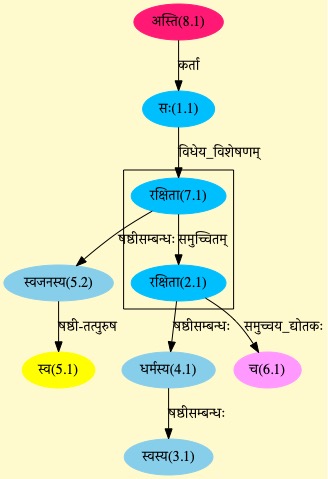 अस्ति(8.1)
कर्ता
सः(1.1)
विधेय_विशेषणम्
रक्षिता(7.1)
षष्ठीसम्बन्धः समुच्चितम्
स्वजनस्य(5.2) रक्षिता(2.1)
षष्ठी-तत्पुरुष षष्ठीसम्बन्धः समुच्चय_द्योतकः
स्व(5.1) धर्मस्य(4.1) च(6.1)
षष्ठीसम्बन्धः
स्वस्य(3.1)